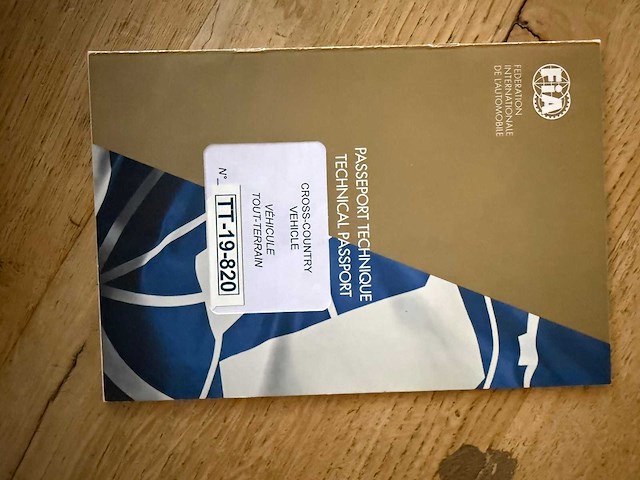 FiA
FEDERATION
INTERNATIONALE
DE L'AUTOMOBILE
PASSEPORT TECHNIQUE
TECHNICAL PASSPORT
CROSS-COUNTRY
VEHICLE
VÉHICULE
TOUT-TERRAIN
N°_ TT-19-820